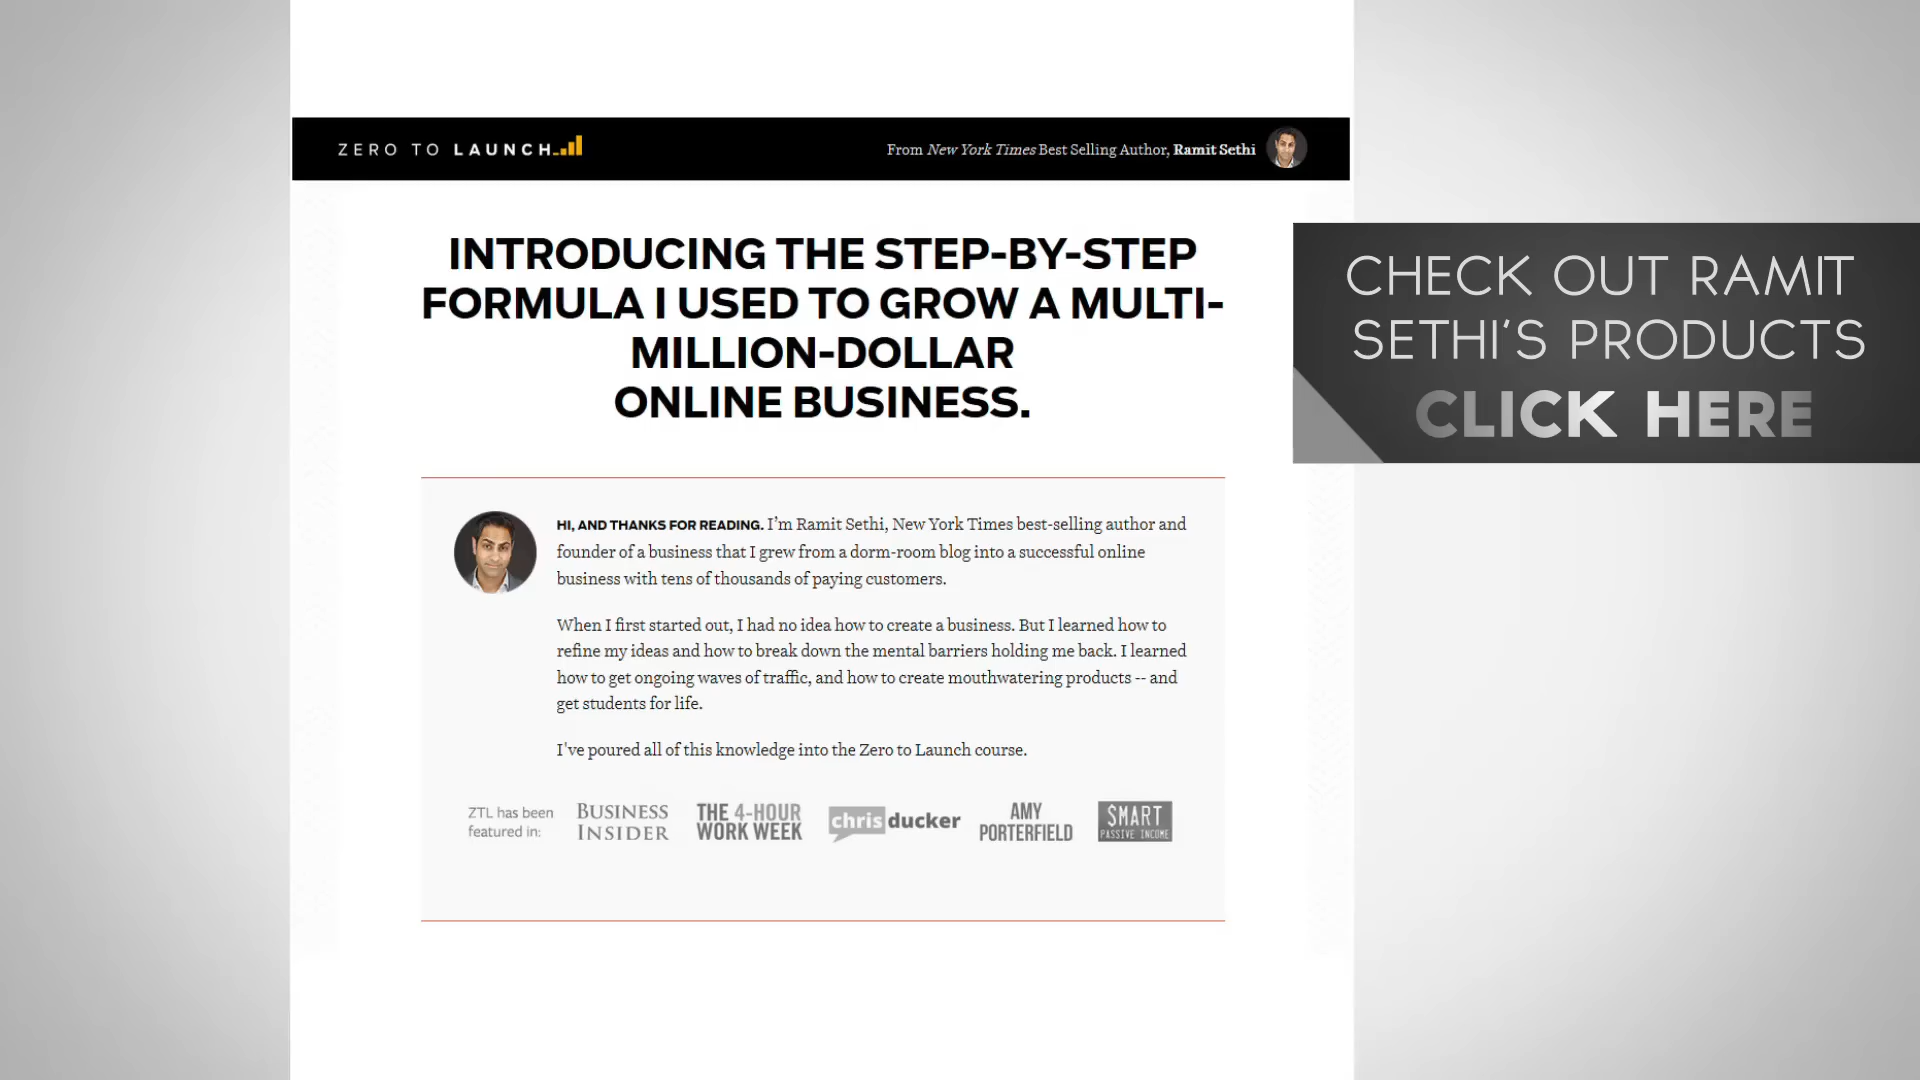 ZERO TO LAUNCH
From New York Times Best Selling Author, Ramit Sethi
INTRODUCING THE STEP-BY-STEP
FORMULA I USED TO GROW A MULTI-
MILLION-DOLLAR
ONLINE BUSINESS.
CHECK OUT RAMIT
SETHI'S PRODUCTS
CLICK HERE
HI, AND THANKS FOR READING. I’m Ramit Sethi, New York Times best-selling author and
founder of a business that I grew from a dorm-room blog into a successful online
business with tens of thousands of paying customers.
When I first started out, I had no idea how to create a business. But I learned how to
refine my ideas and how to break down the mental barriers holding me back. I learned
how to get ongoing waves of traffic, and how to create mouthwatering products -- and
get students for life.
I've poured all of this knowledge into the Zero to Launch course.
ZTL has been
featured in:
BUSINESS
INSIDER
THE 4-HOUR
WORK WEEK
chris ducker
AMY
PORTERFIELD
$MART
PASSIVE INCOME